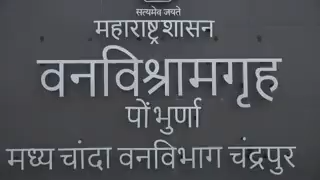 सत्यमेव जयते
महाराष्ट्र शासन
वनविश्रामगृह
पोंभुर्णा
मध्य चांदा वनविभाग चंद्रपुर